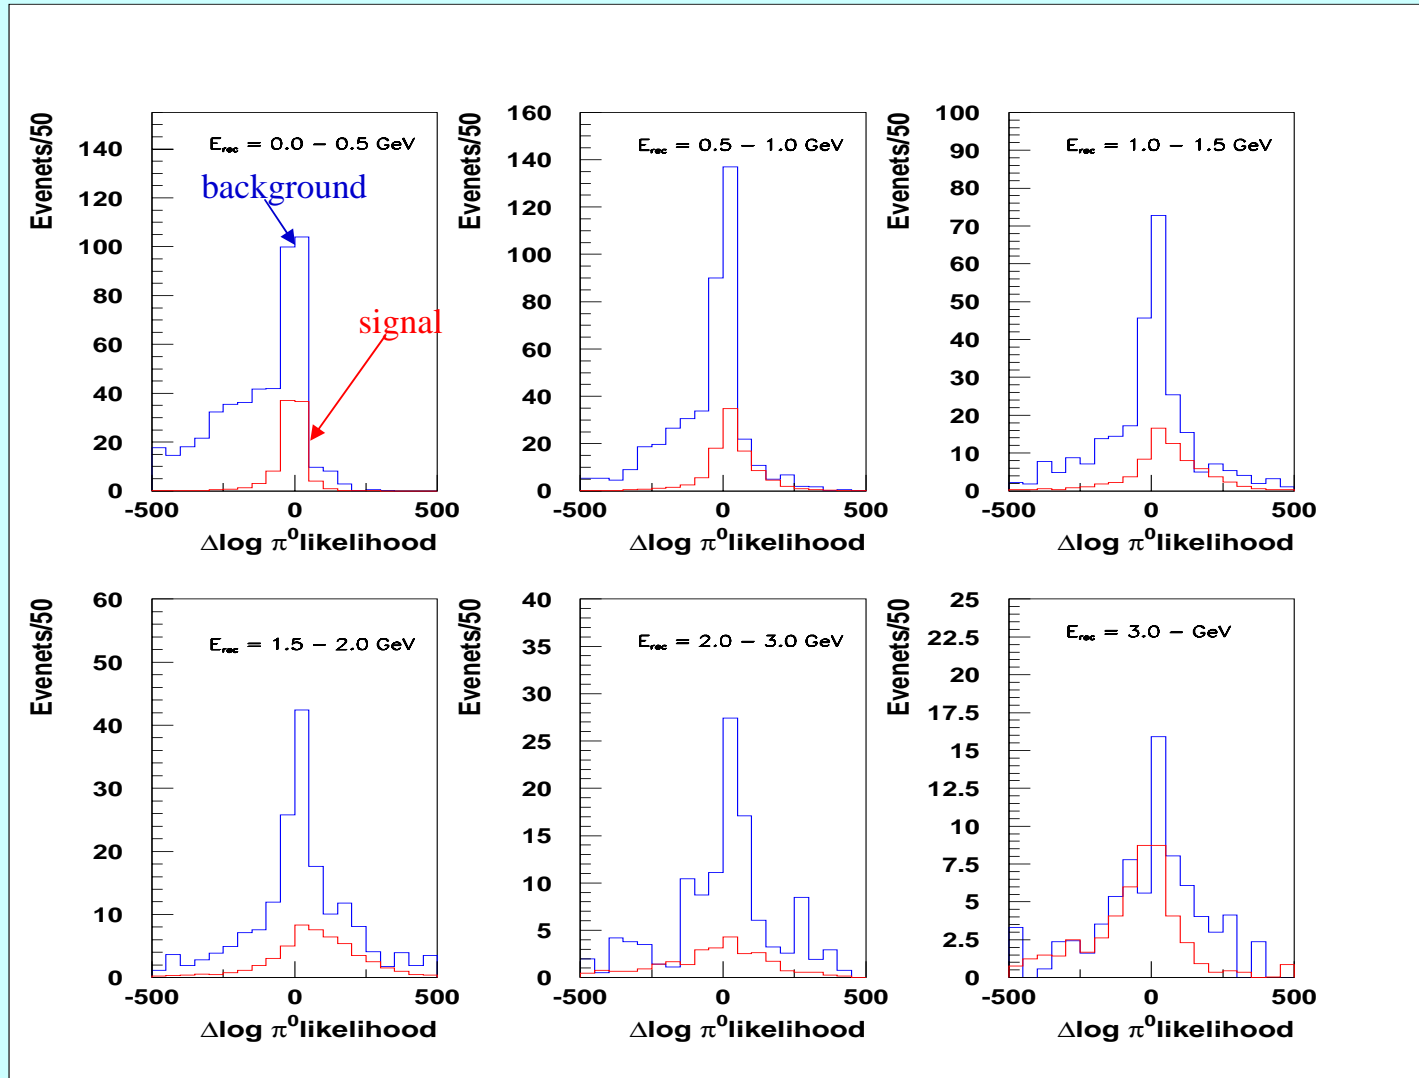 Evenets/50
E_rec = 0.0 – 0.5 GeV
background
signal
140
120
100
80
60
40
20
0
-500 0 500
Δlog π⁰likelihood
Evenets/50
E_rec = 0.5 – 1.0 GeV
160
140
120
100
80
60
40
20
0
-500 0 500
Δlog π⁰likelihood
Evenets/50
E_rec = 1.0 – 1.5 GeV
100
90
80
70
60
50
40
30
20
10
0
-500 0 500
Δlog π⁰likelihood
Evenets/50
E_rec = 1.5 – 2.0 GeV
60
50
40
30
20
10
0
-500 0 500
Δlog π⁰likelihood
Evenets/50
E_rec = 2.0 – 3.0 GeV
40
35
30
25
20
15
10
5
0
-500 0 500
Δlog π⁰likelihood
Evenets/50
E_rec = 3.0 – GeV
25
22.5
20
17.5
15
12.5
10
7.5
5
2.5
0
-500 0 500
Δlog π⁰likelihood